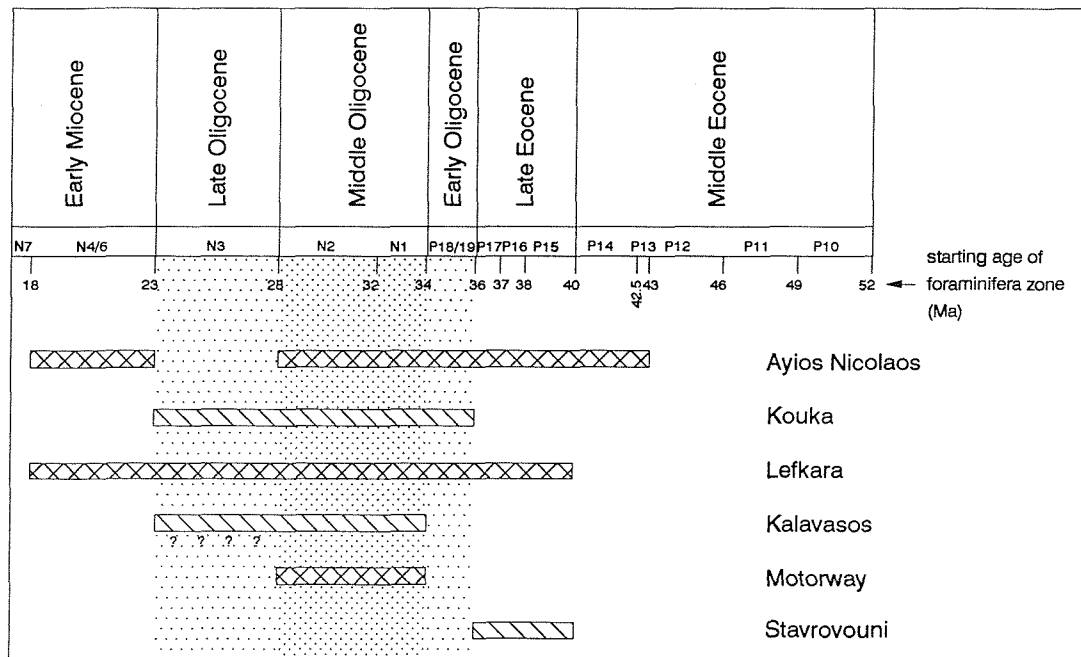 Early Miocene
Late Oligocene
Middle Oligocene
Early Oligocene
Late Eocene
Middle Eocene
N7 N4/6 N3 N2 N1 P18/19 P17 P16 P15 P14 P13 P12 P11 P10
18 23 28 32 34 36 37 38 40 42.5 43 46 49 52
starting age of
foraminifera zone
(Ma)
Ayios Nicolaos
Kouka
Lefkara
Kalavasos
? ? ? ?
Motorway
Stavrovouni